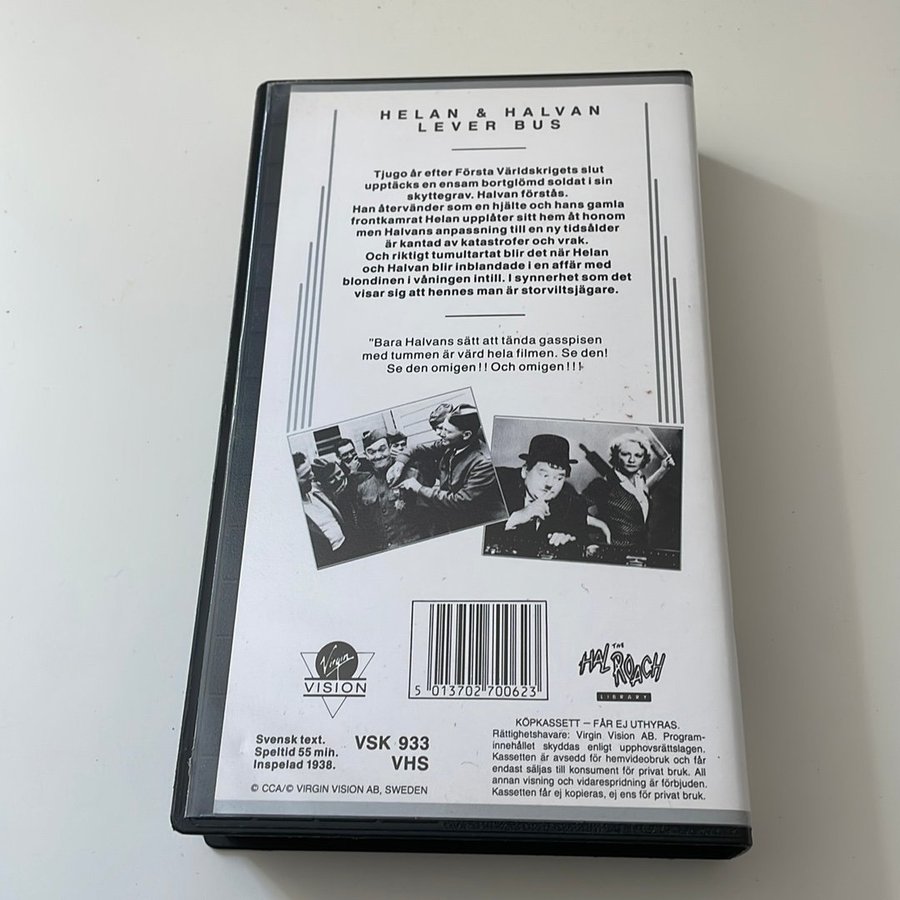 HELAN & HALVAN
LEVER BUS
Tjugo år efter Första Världskrigets slut
upptäcks en ensam bortglömd soldat i sin
skyttegrav. Halvan förstås.
Han återvänder som en hjälte och hans gamla
frontkamrat Helan upplåter sitt hem åt honom
men Halvans anpassning till en ny tidsålder
är kantad av katastrofer och vrak.
Och riktigt tumultartat blir det när Helan
och Halvan blir inblandade i en affär med
blondinen i våningen intill. I synnerhet som det
visar sig att hennes man är storviltsjägare.
"Bara Halvans sätt att tända gasspisen
med tummen är värd hela filmen. Se den!
Se den omigen!! Och omigen!!!
Virgin
VISION
5 013702 700623
THE
HAL ROACH
LIBRARY
Svensk text.
Speltid 55 min.
Inspelad 1938.
VSK 933
VHS
© CCA/© VIRGIN VISION AB, SWEDEN
KÖPKASSETT – FÅR EJ UTHYRAS.
Rättighetshavare: Virgin Vision AB. Program-
innehållet skyddas enligt upphovsrättslagen.
Kassetten är avsedd för hemvideobruk och får
endast säljas till konsument för privat bruk. All
annan visning och vidarespridning är förbjuden.
Kassetten får ej kopieras, ej ens för privat bruk.